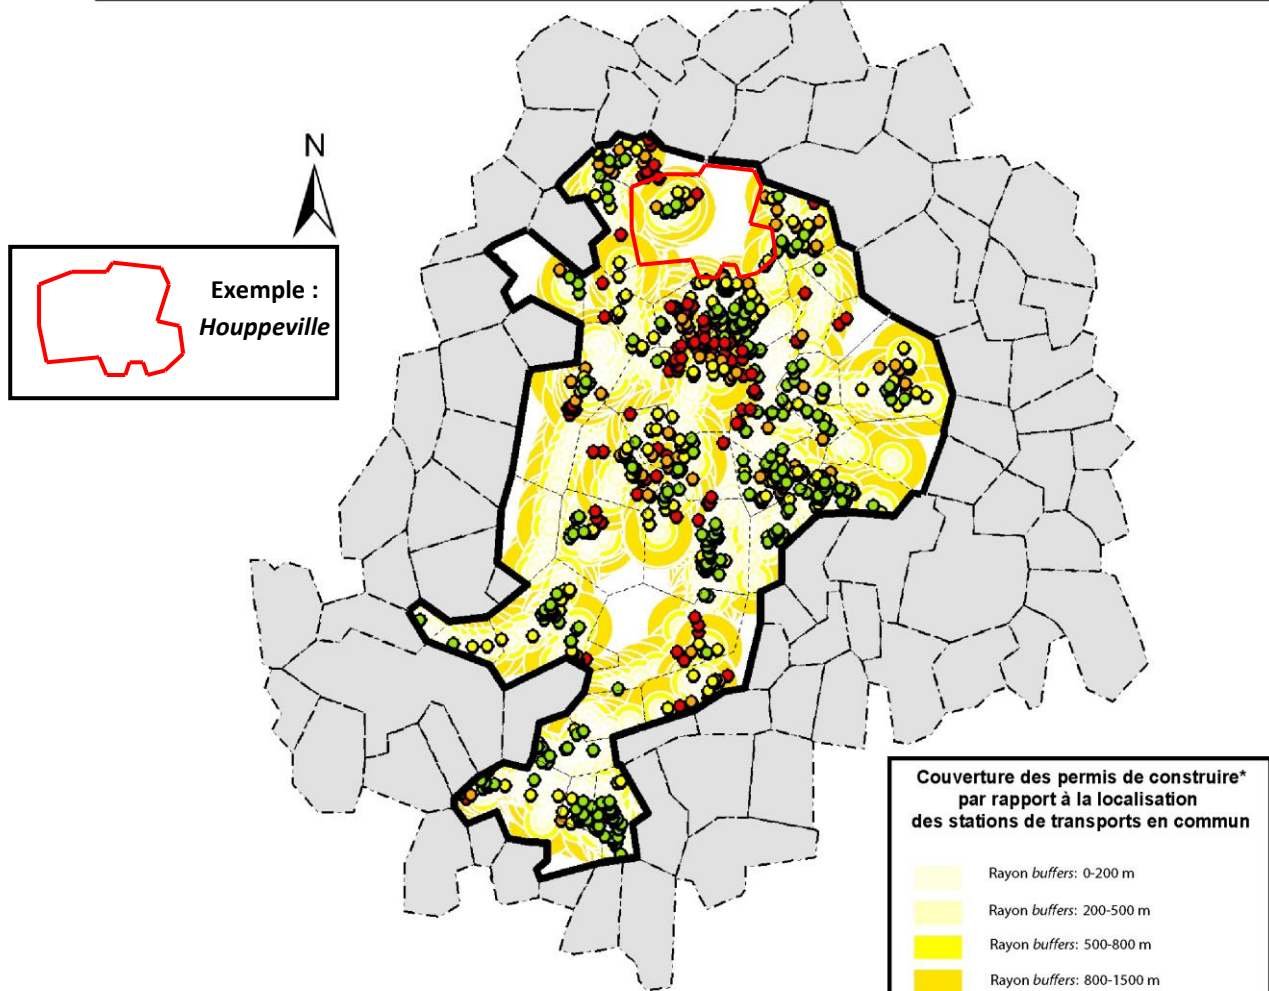 N
Exemple :
Houppeville
Couverture des permis de construire*
par rapport à la localisation
des stations de transports en commun
Rayon buffers: 0-200 m
Rayon buffers: 200-500 m
Rayon buffers: 500-800 m
Rayon buffers: 800-1500 m